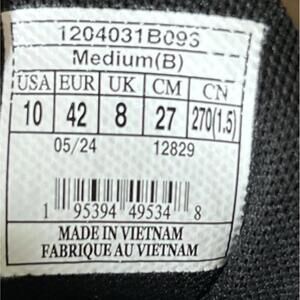 1204031B096
Medium(B)
USA EUR UK CM CN
10 42 8 27 270(1.5)
05/24 12829
1 95394 49534 8
MADE IN VIETNAM
FABRIQUE AU VIETNAM